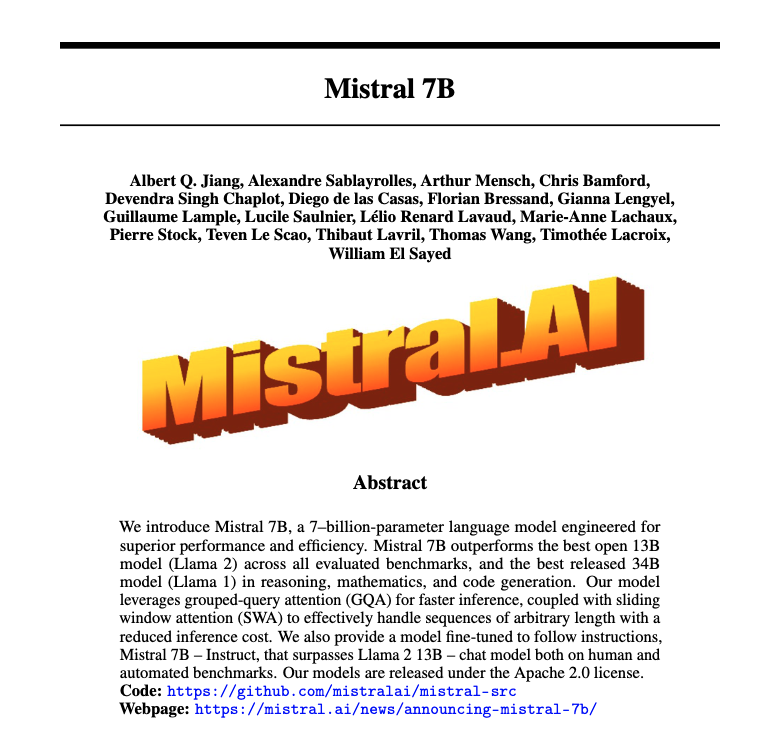 Mistral 7B
Albert Q. Jiang, Alexandre Sablayrolles, Arthur Mensch, Chris Bamford,
Devendra Singh Chaplot, Diego de las Casas, Florian Bressand, Gianna Lengyel,
Guillaume Lample, Lucile Saulnier, Lélio Renard Lavaud, Marie-Anne Lachaux,
Pierre Stock, Teven Le Scao, Thibaut Lavril, Thomas Wang, Timothée Lacroix,
William El Sayed
Mistral.AI
Abstract
We introduce Mistral 7B, a 7–billion-parameter language model engineered for
superior performance and efficiency. Mistral 7B outperforms the best open 13B
model (Llama 2) across all evaluated benchmarks, and the best released 34B
model (Llama 1) in reasoning, mathematics, and code generation. Our model
leverages grouped-query attention (GQA) for faster inference, coupled with sliding
window attention (SWA) to effectively handle sequences of arbitrary length with a
reduced inference cost. We also provide a model fine-tuned to follow instructions,
Mistral 7B – Instruct, that surpasses Llama 2 13B – chat model both on human and
automated benchmarks. Our models are released under the Apache 2.0 license.
Code: https://github.com/mistralai/mistral-src
Webpage: https://mistral.ai/news/announcing-mistral-7b/